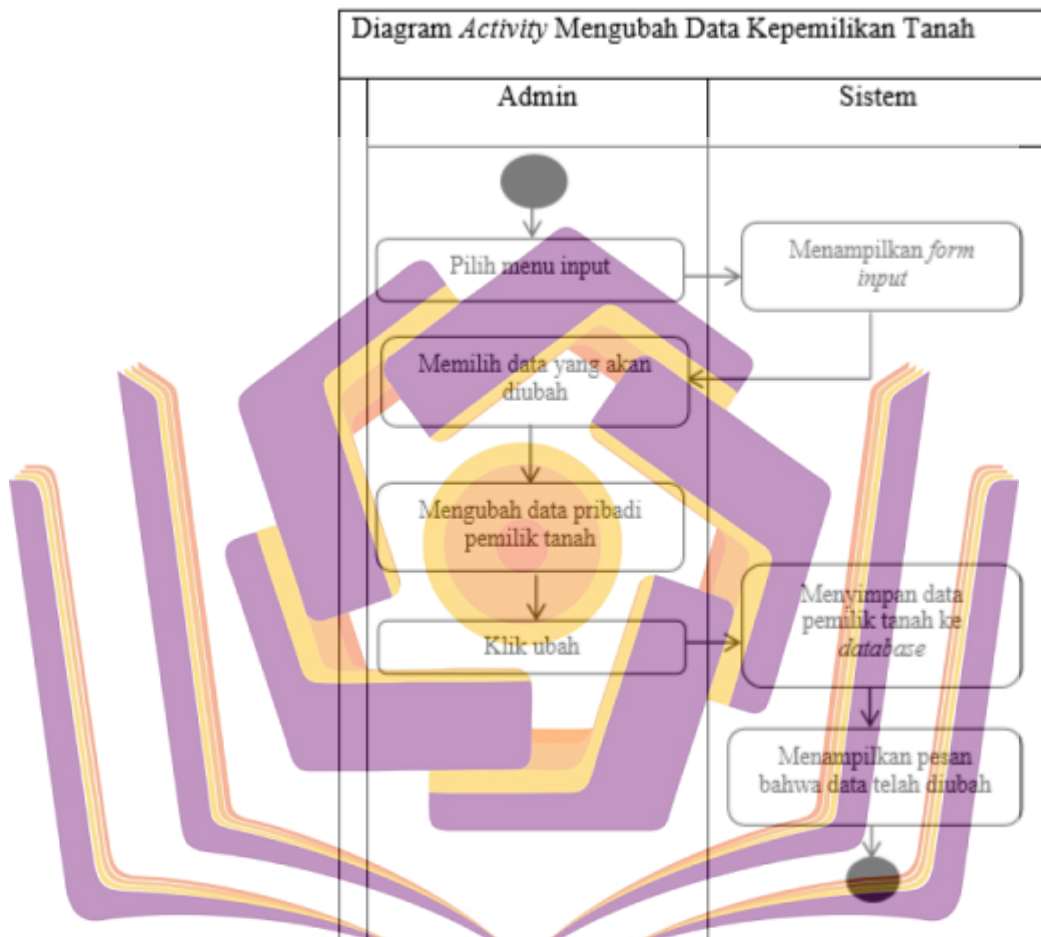 Diagram Activity Mengubah Data Kepemilikan Tanah
Admin
Sistem
Pilih menu input
Menampilkan form
input
Memilih data yang akan
diubah
Mengubah data pribadi
pemilik tanah
Klik ubah
Menyimpan data
pemilik tanah ke
database
Menampilkan pesan
bahwa data telah diubah